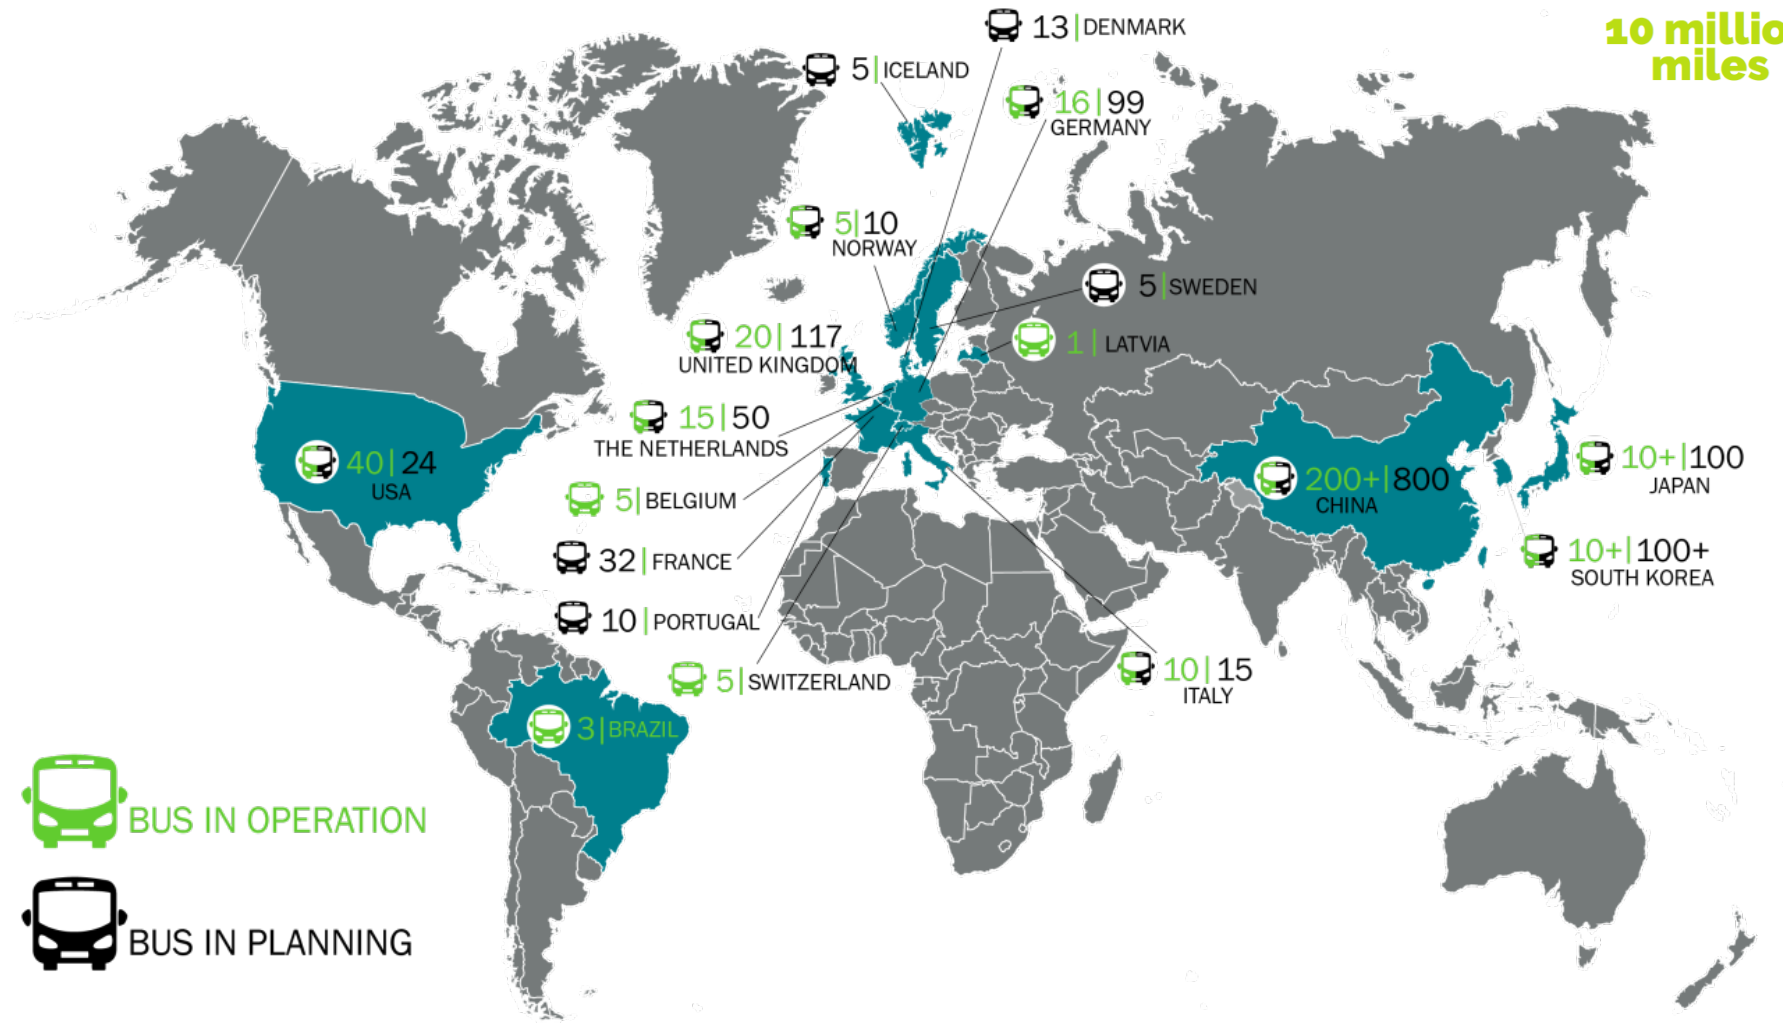 13|DENMARK
10 millio
miles
5|ICELAND
16|99
GERMANY
5|10
NORWAY
5|SWEDEN
20|117
UNITED KINGDOM
1| LATVIA
15|50
THE NETHERLANDS
40|24
USA
200+|800
CHINA
10+|100
JAPAN
5|BELGIUM
10+|100+
SOUTH KOREA
32|FRANCE
10|PORTUGAL
5|SWITZERLAND
10|15
ITALY
3|BRAZIL
BUS IN OPERATION
BUS IN PLANNING